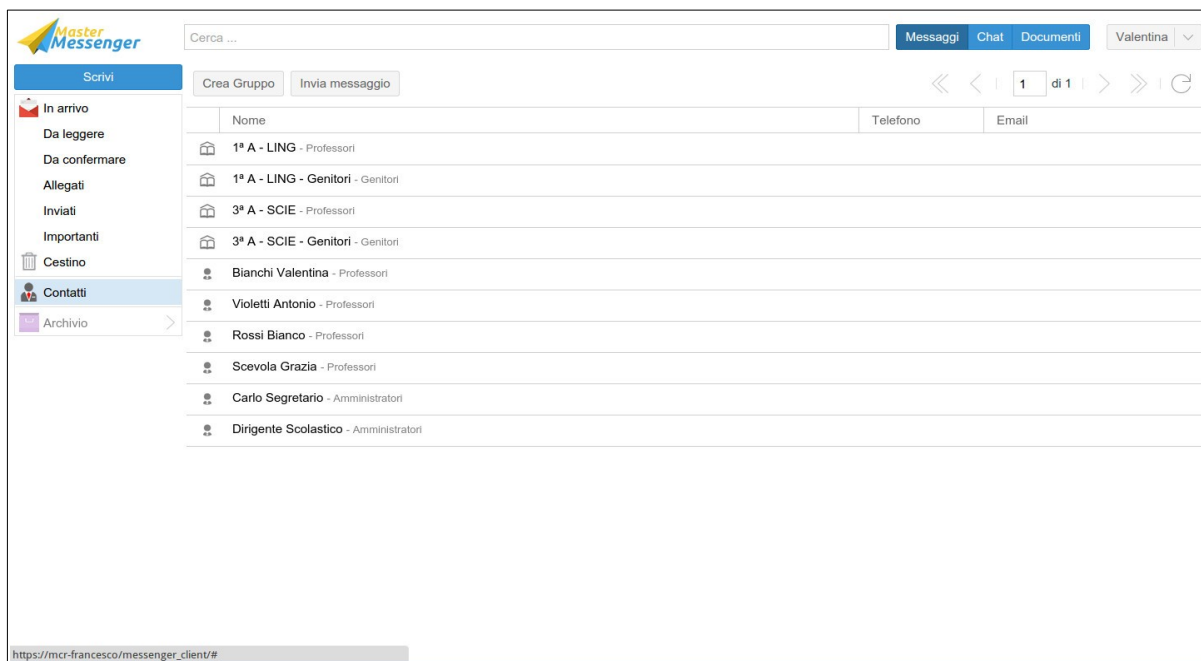 Master
Messenger
Cerca ...
Messaggi Chat Documenti
Valentina
Scrivi
In arrivo
Da leggere
Da confermare
Allegati
Inviati
Importanti
Cestino
Contatti
Archivio
Crea Gruppo Invia messaggio
1 di 1
Nome Telefono Email
1ª A - LING - Professori
1ª A - LING - Genitori - Genitori
3ª A - SCIE - Professori
3ª A - SCIE - Genitori - Genitori
Bianchi Valentina - Professori
Violetti Antonio - Professori
Rossi Bianco - Professori
Scevola Grazia - Professori
Carlo Segretario - Amministratori
Dirigente Scolastico - Amministratori
https://mcr-francesco/messenger_client/#